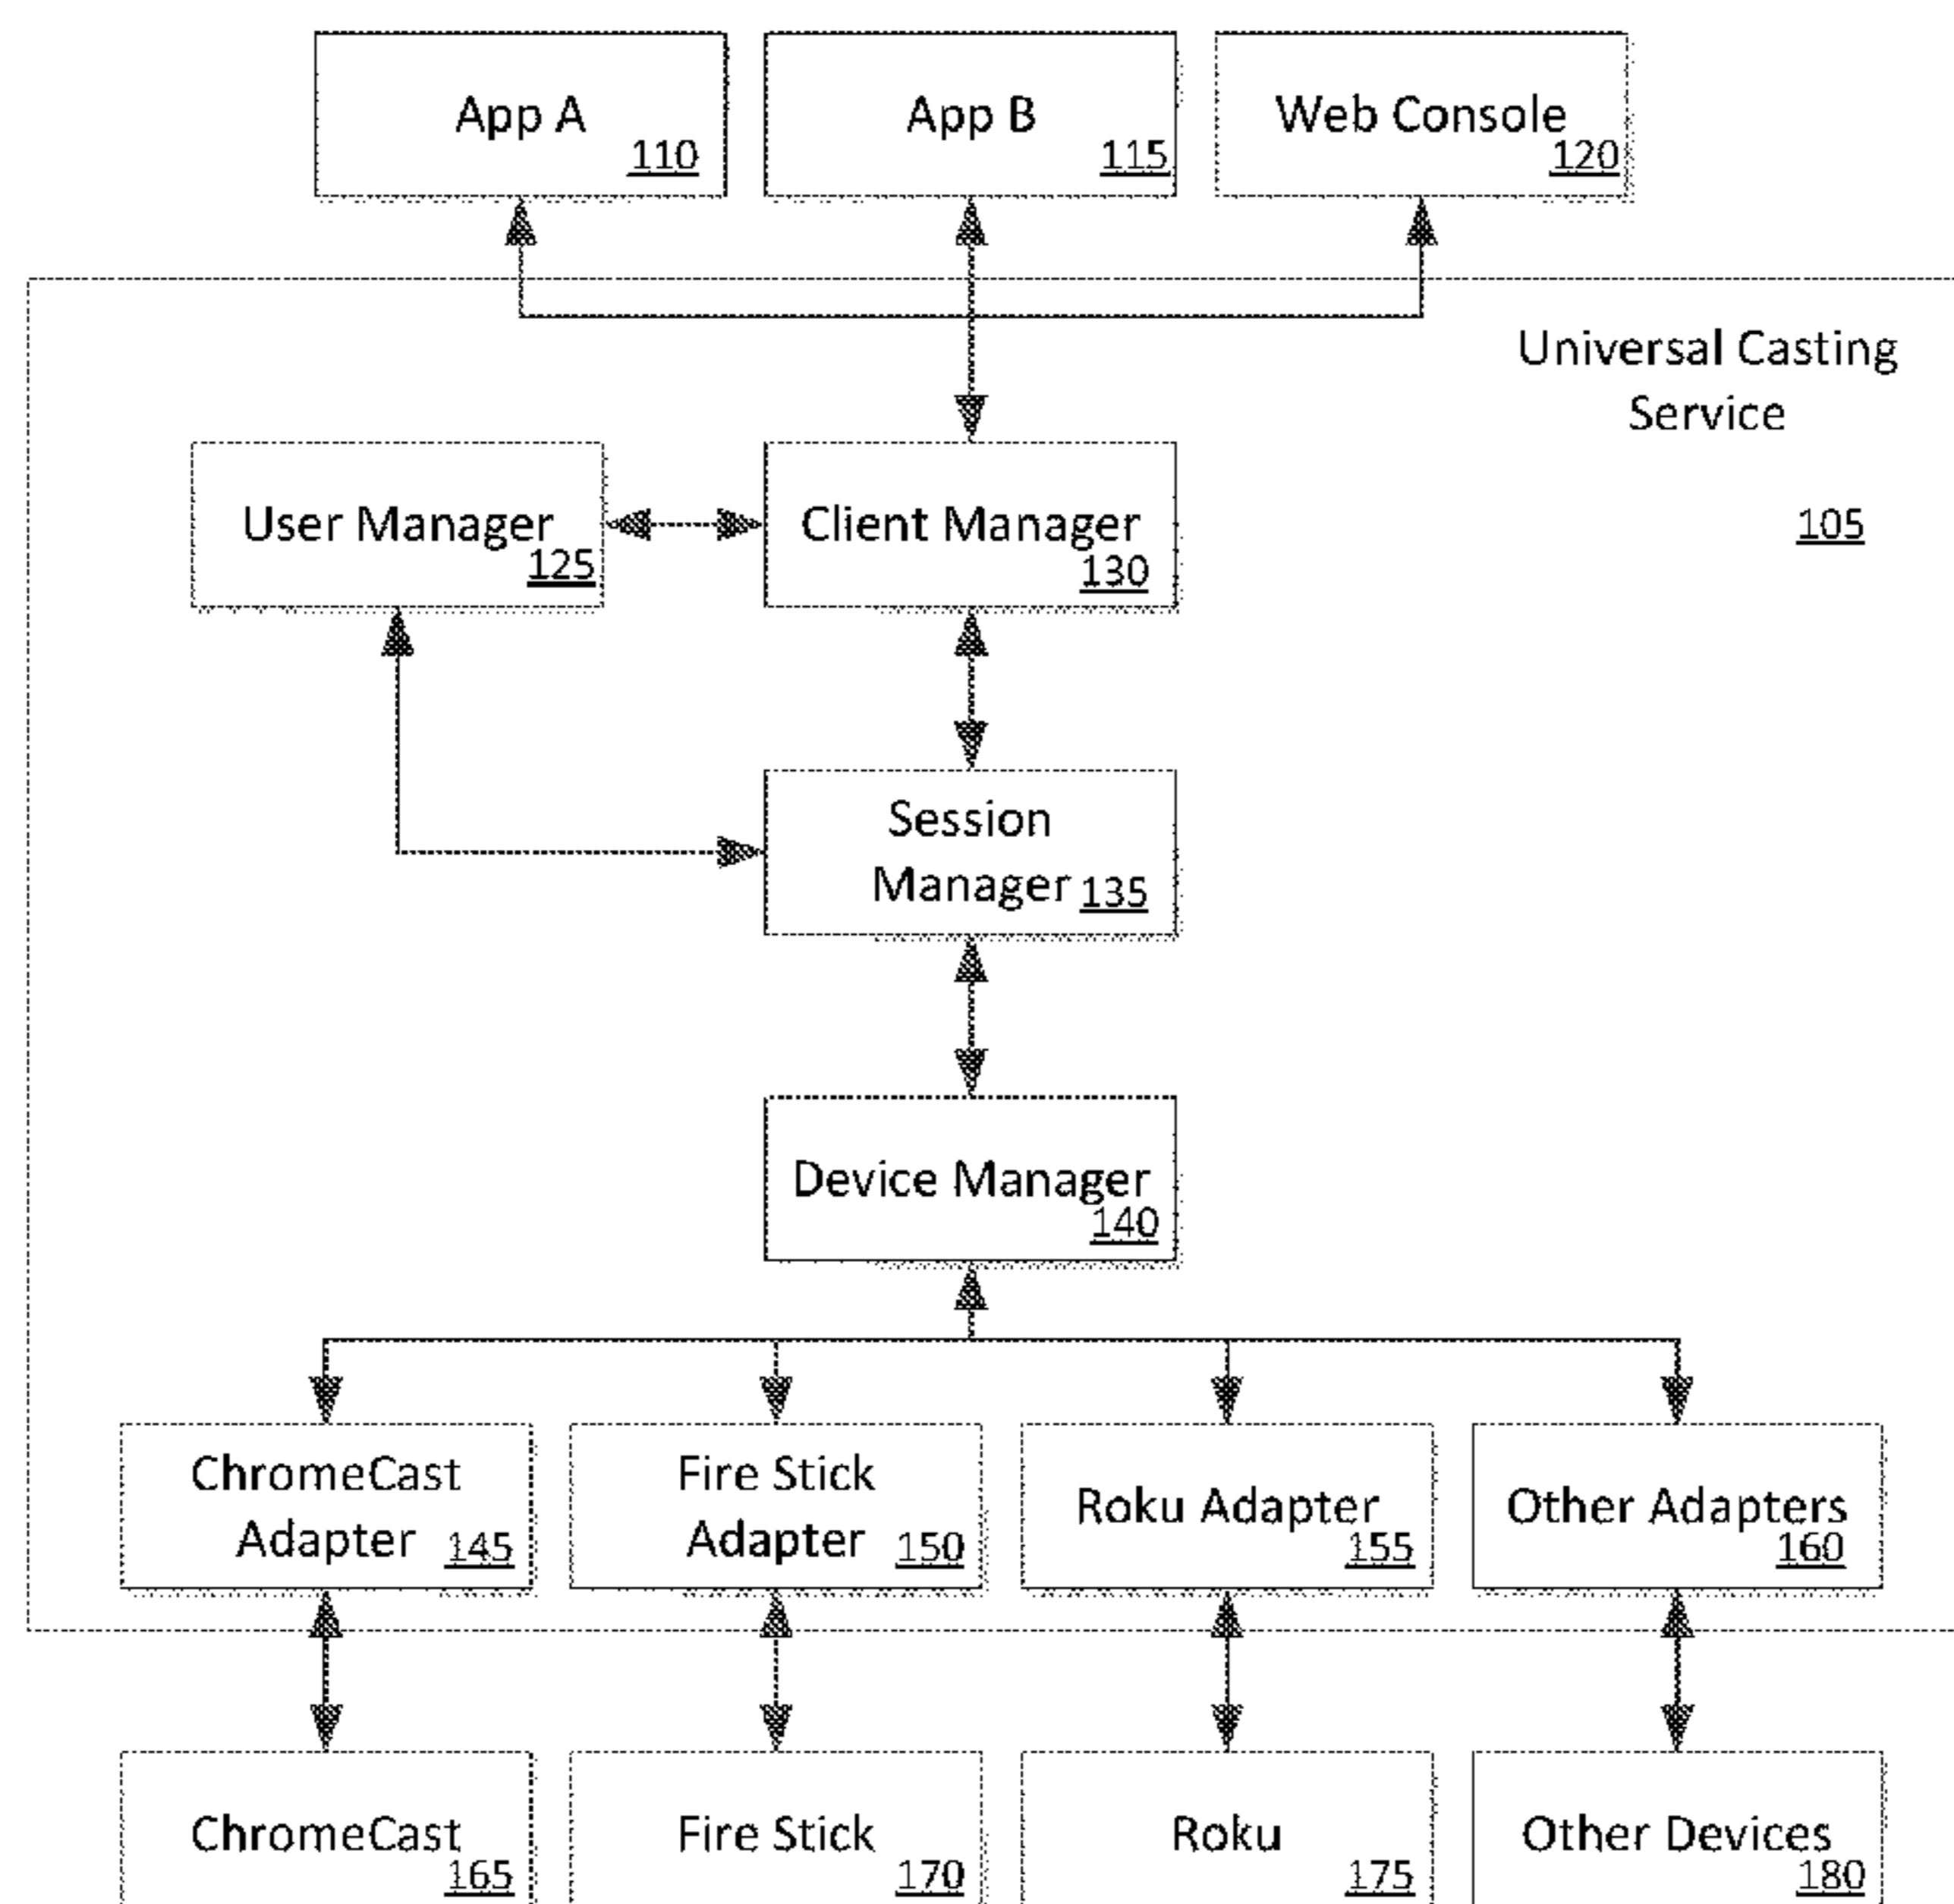 App A
110
App B
115
Web Console
120
Universal Casting
Service
105
User Manager
125
Client Manager
130
Session
Manager 135
Device Manager
140
ChromeCast
Adapter 145
Fire Stick
Adapter 150
Roku Adapter
155
Other Adapters
160
ChromeCast
165
Fire Stick
170
Roku
175
Other Devices
180